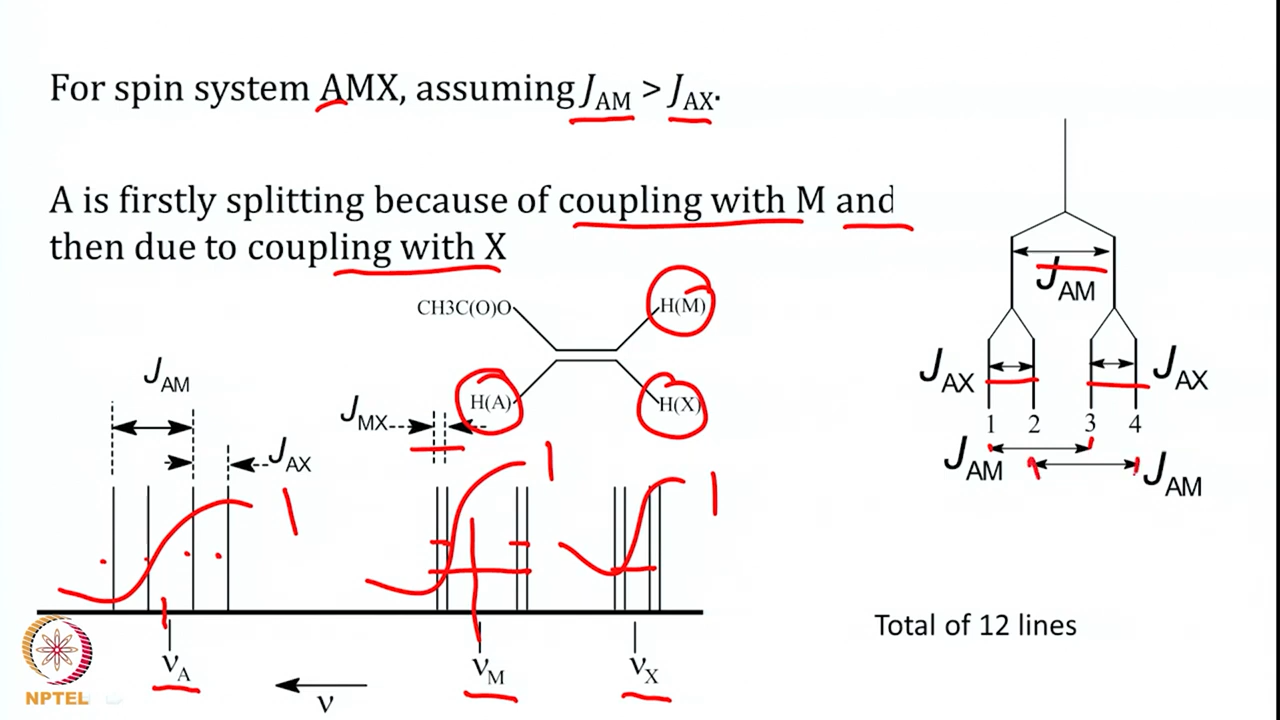 For spin system AMX, assuming J_AM > J_AX.
A is firstly splitting because of coupling with M and
then due to coupling with X
CH3C(O)O
H(M)
H(A)
H(X)
J_AM
J_AX
J_MX
J_AM
J_AX
J_AX
1 2 3 4
J_AM
J_AM
Total of 12 lines
ν_A
ν_M
ν_X
ν
NPTEL